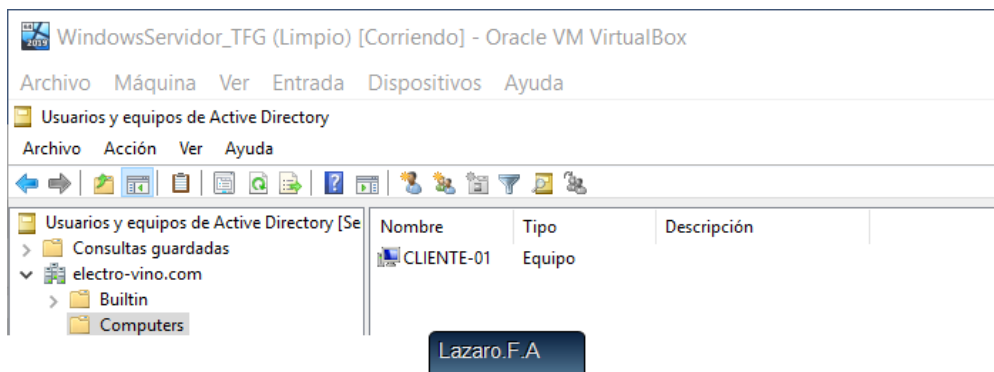 WindowsServidor_TFG (Limpio) [Corriendo] - Oracle VM VirtualBox
Archivo Máquina Ver Entrada Dispositivos Ayuda
Usuarios y equipos de Active Directory
Archivo Acción Ver Ayuda
Usuarios y equipos de Active Directory [Se
Consultas guardadas
electro-vino.com
Builtin
Computers
Nombre Tipo Descripción
CLIENTE-01 Equipo
Lazaro.F.A